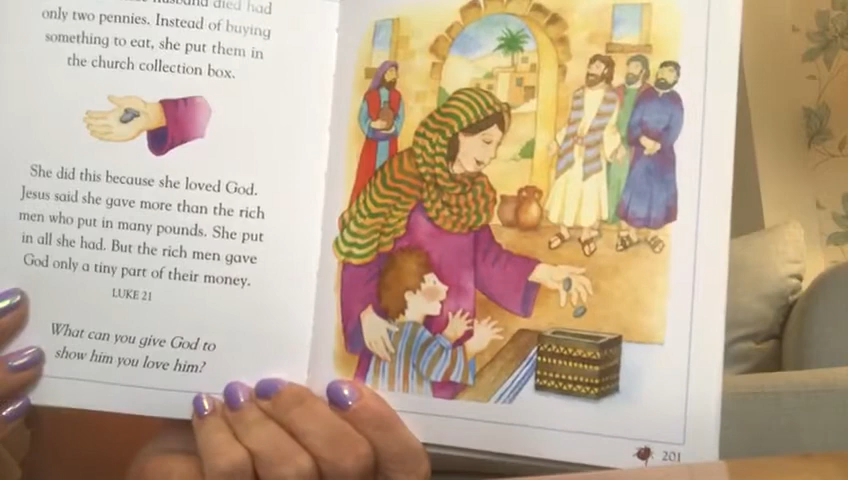 husband died had
only two pennies. Instead of buying
something to eat, she put them in
the church collection box.
She did this because she loved God.
Jesus said she gave more than the rich
men who put in many pounds. She put
in all she had. But the rich men gave
God only a tiny part of their money.
LUKE 21
What can you give God to
show him you love him?
201